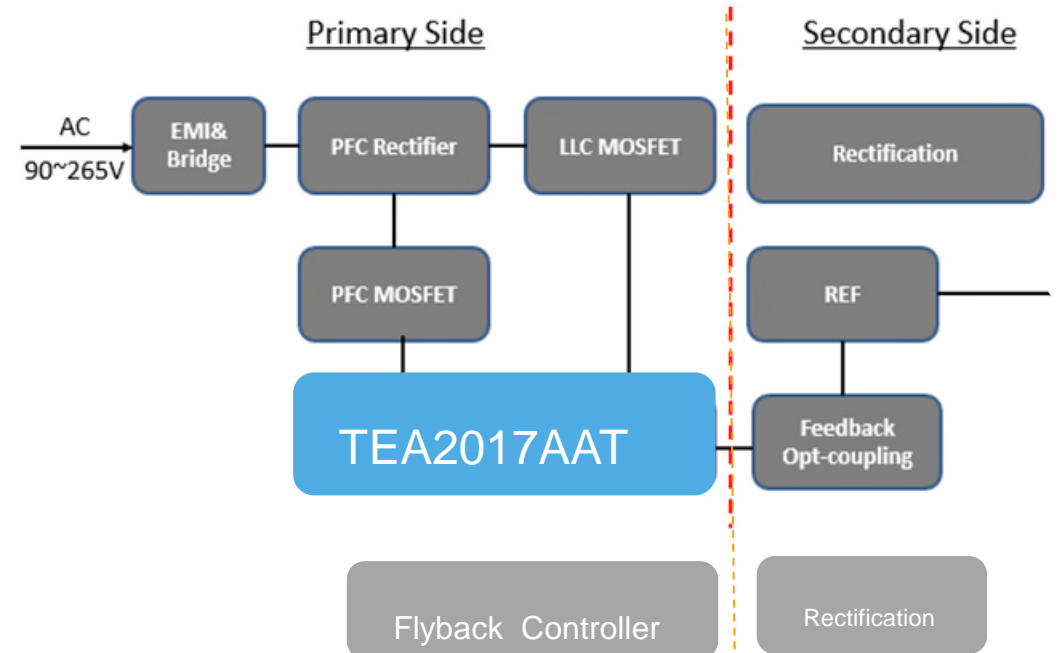 Primary Side
Secondary Side
AC
90~265V
EMI&
Bridge
PFC Rectifier
LLC MOSFET
Rectification
PFC MOSFET
REF
TEA2017AAT
Feedback
Opt-coupling
Flyback Controller
Rectification